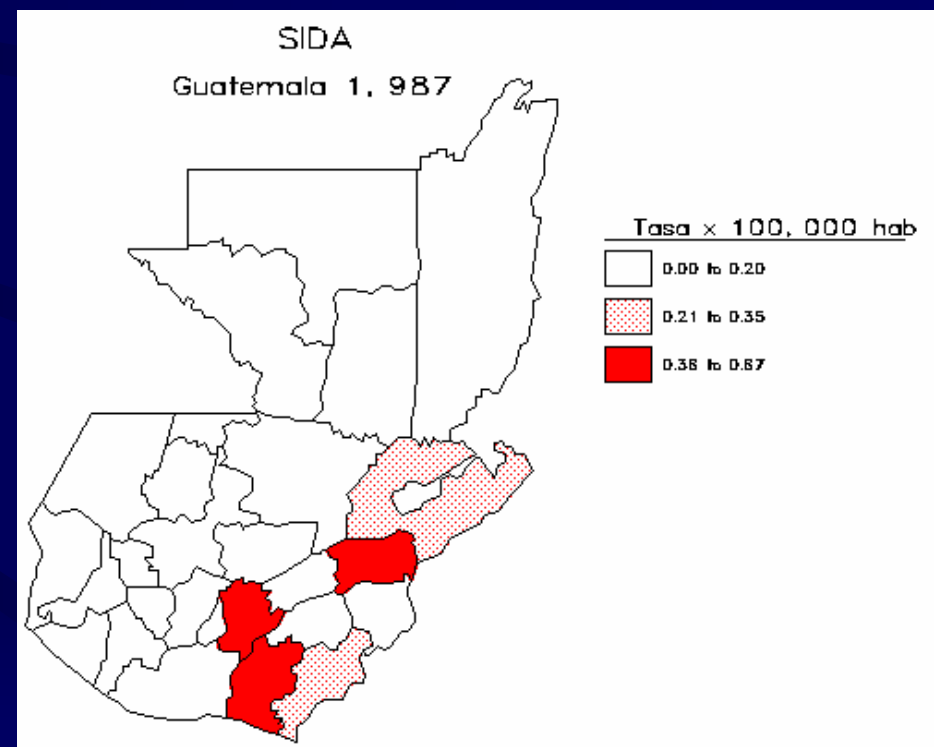 SIDA
Guatemala 1, 987
Tasa x 100, 000 hab
0.00 to 0.20
0.21 to 0.35
0.36 to 0.67